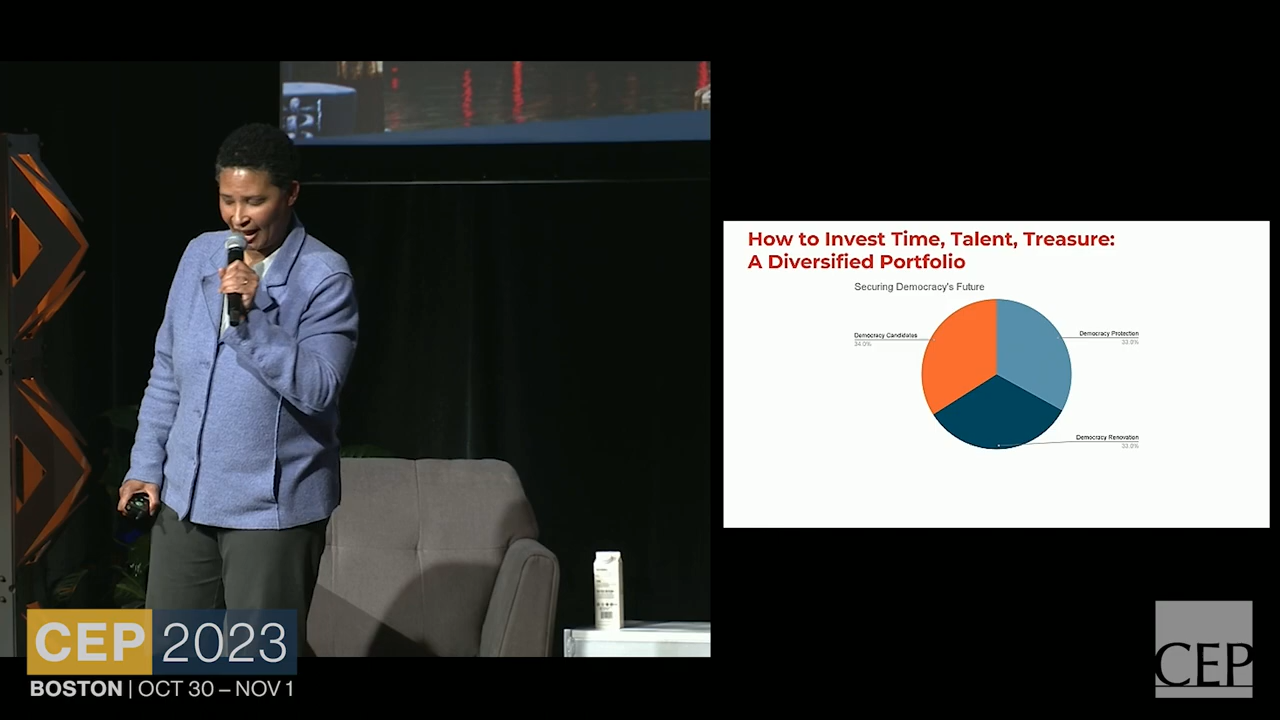 How to Invest Time, Talent, Treasure:
A Diversified Portfolio
Securing Democracy's Future
Democracy Candidates
34.0%
Democracy Protection
33.0%
Democracy Renovation
33.0%
CEP 2023
BOSTON | OCT 30 – NOV 1
CEP